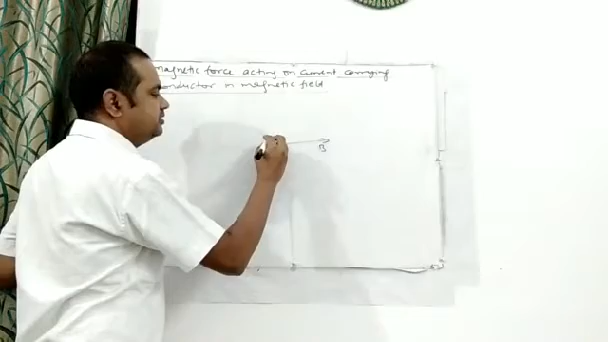 magnetic force acting on current carrying
conductor in magnetic field
B